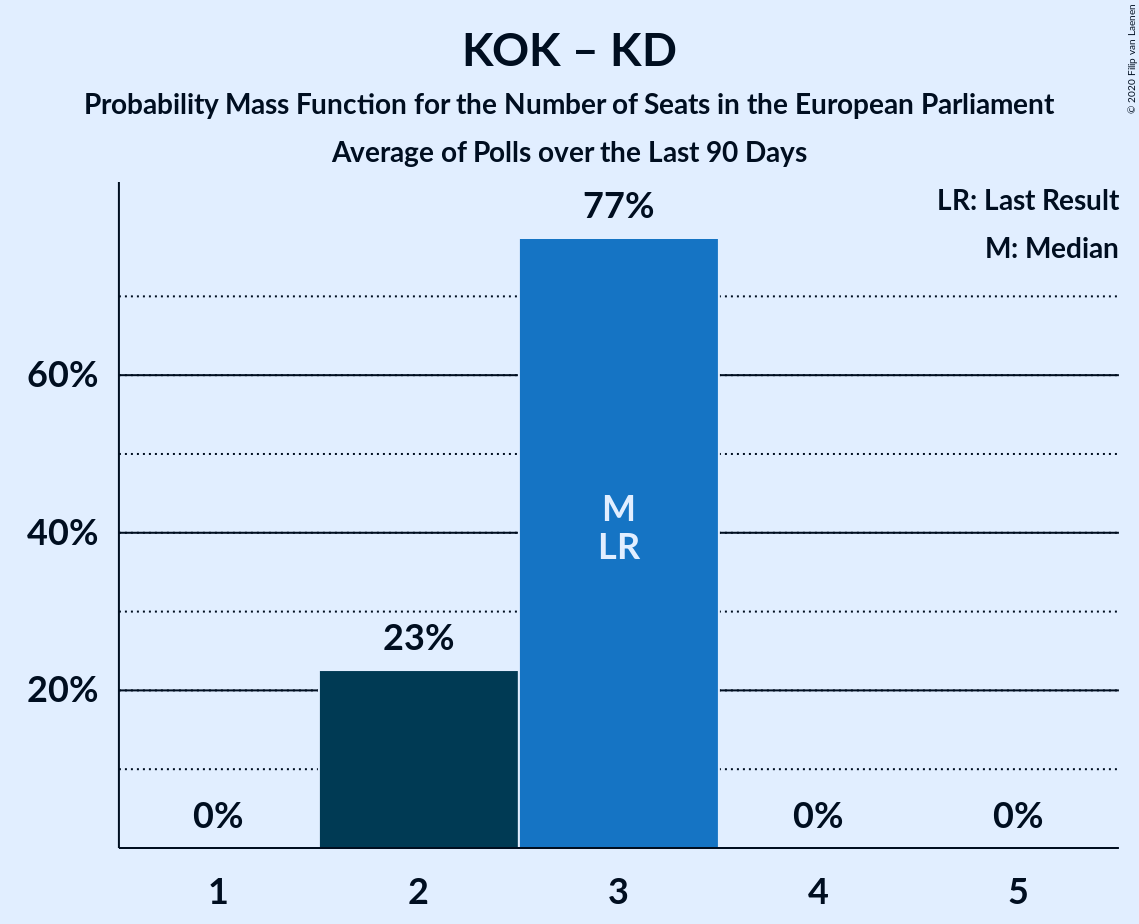 KOK – KD
Probability Mass Function for the Number of Seats in the European Parliament
Average of Polls over the Last 90 Days
© 2020 Filip van Laenen
LR: Last Result
M: Median
77%
60%
M
40%
LR
23%
20%
0%
0%
0%
1
2
3
4
5